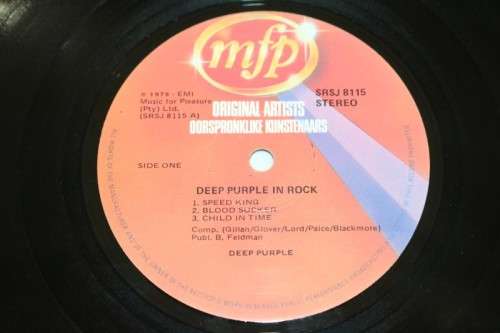 mfp
ORIGINAL ARTISTS
OORSPRONKLIKE KUNSTENAARS
℗ 1978 - EMI
Music for Pleasure
(Pty) Ltd.
(SRSJ 8115 A)
SRSJ 8115
STEREO
SIDE ONE
DEEP PURPLE IN ROCK
1. SPEED KING
2. BLOOD SUCKER
3. CHILD IN TIME
Comp. (Gillan/Glover/Lord/Paice/Blackmore)
Publ. B. Feldman
DEEP PURPLE